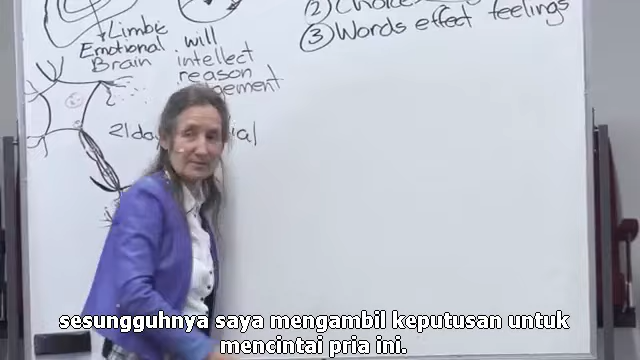 Limbic
Emotional
Brain
will
intellect
reason
② Choice
③ Words effect feelings
sesungguhnya saya mengambil keputusan untuk
mencintai pria ini.